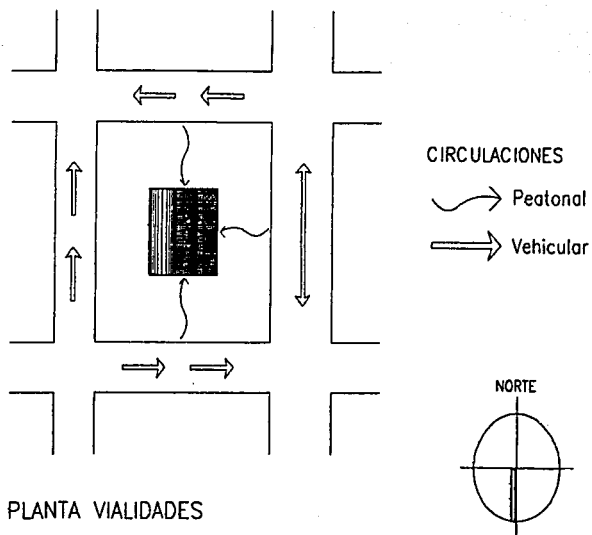 CIRCULACIONES
Peatonal
Vehicular
NORTE
PLANTA VIALIDADES